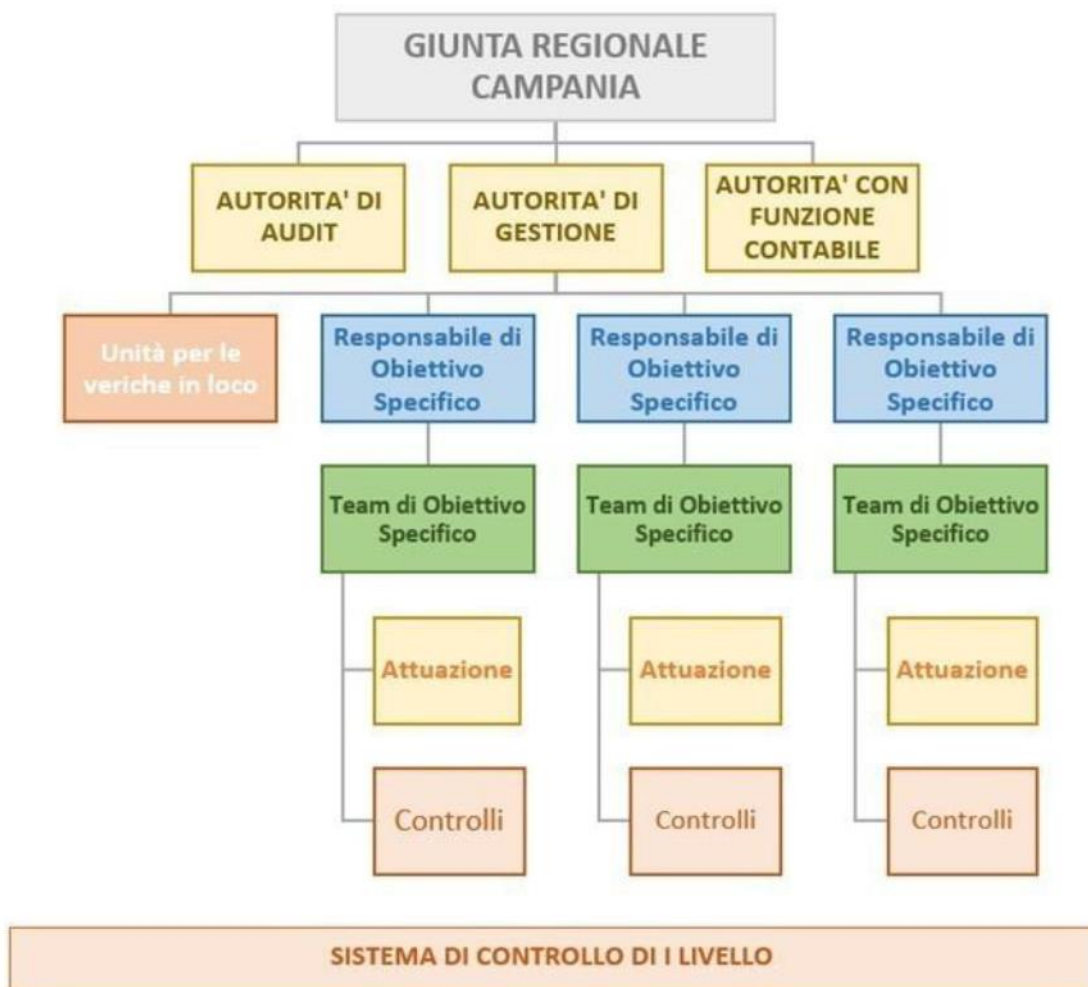 GIUNTA REGIONALE
CAMPANIA
AUTORITA' DI
AUDIT
AUTORITA' DI
GESTIONE
AUTORITA' CON
FUNZIONE
CONTABILE
Unità per le
veriche in loco
Responsabile di
Obiettivo
Specifico
Responsabile di
Obiettivo
Specifico
Responsabile di
Obiettivo
Specifico
Team di Obiettivo
Specifico
Team di Obiettivo
Specifico
Team di Obiettivo
Specifico
Attuazione
Attuazione
Attuazione
Controlli
Controlli
Controlli
SISTEMA DI CONTROLLO DI I LIVELLO